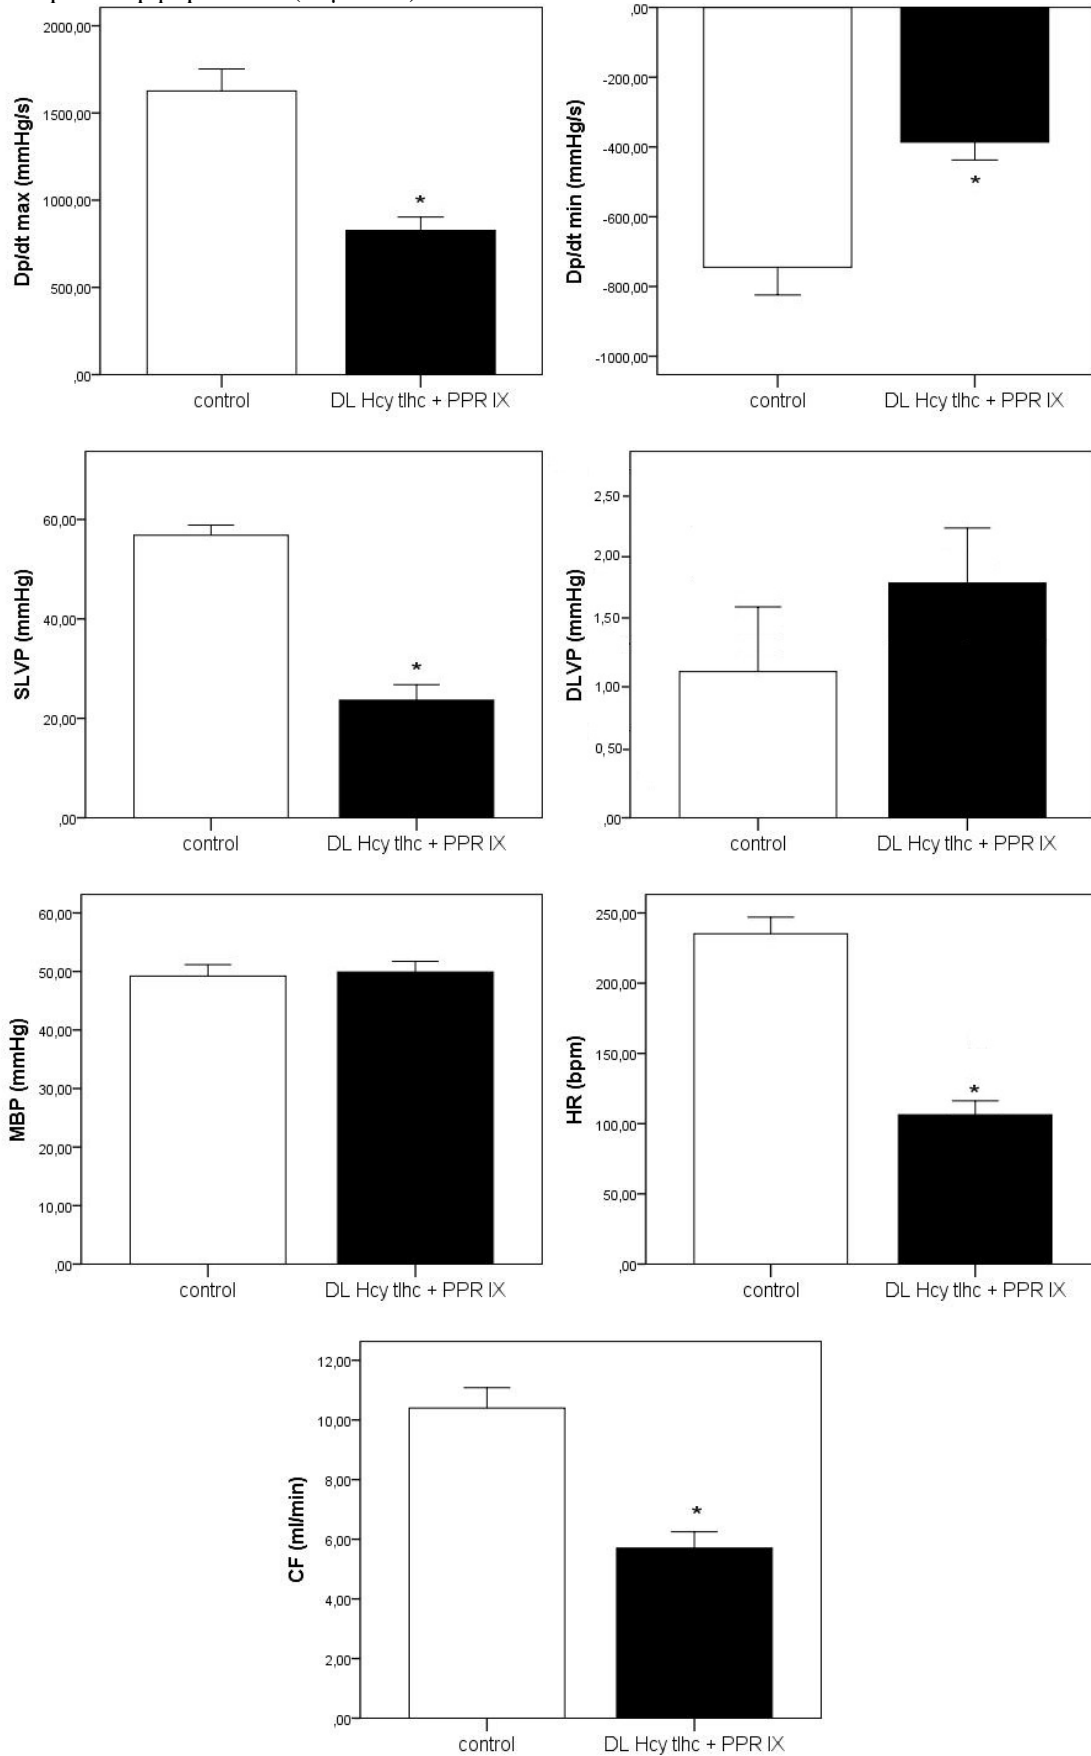 2000,00
1500,00
1000,00
500,00
,00
Dp/dt max (mmHg/s)
*
control
DL Hcy tlhc + PPR IX
,00
-200,00
-400,00
-600,00
-800,00
-1000,00
Dp/dt min (mmHg/s)
*
control
DL Hcy tlhc + PPR IX
60,00
40,00
20,00
,00
SLVP (mmHg)
*
control
DL Hcy tlhc + PPR IX
2,50
2,00
1,50
1,00
0,50
,00
DLVP (mmHg)
control
DL Hcy tlhc + PPR IX
60,00
50,00
40,00
30,00
20,00
10,00
,00
MBP (mmHg)
control
DL Hcy tlhc + PPR IX
250,00
200,00
150,00
100,00
50,00
,00
HR (bpm)
*
control
DL Hcy tlhc + PPR IX
12,00
10,00
8,00
6,00
4,00
2,00
,00
CF (ml/min)
*
control
DL Hcy tlhc + PPR IX